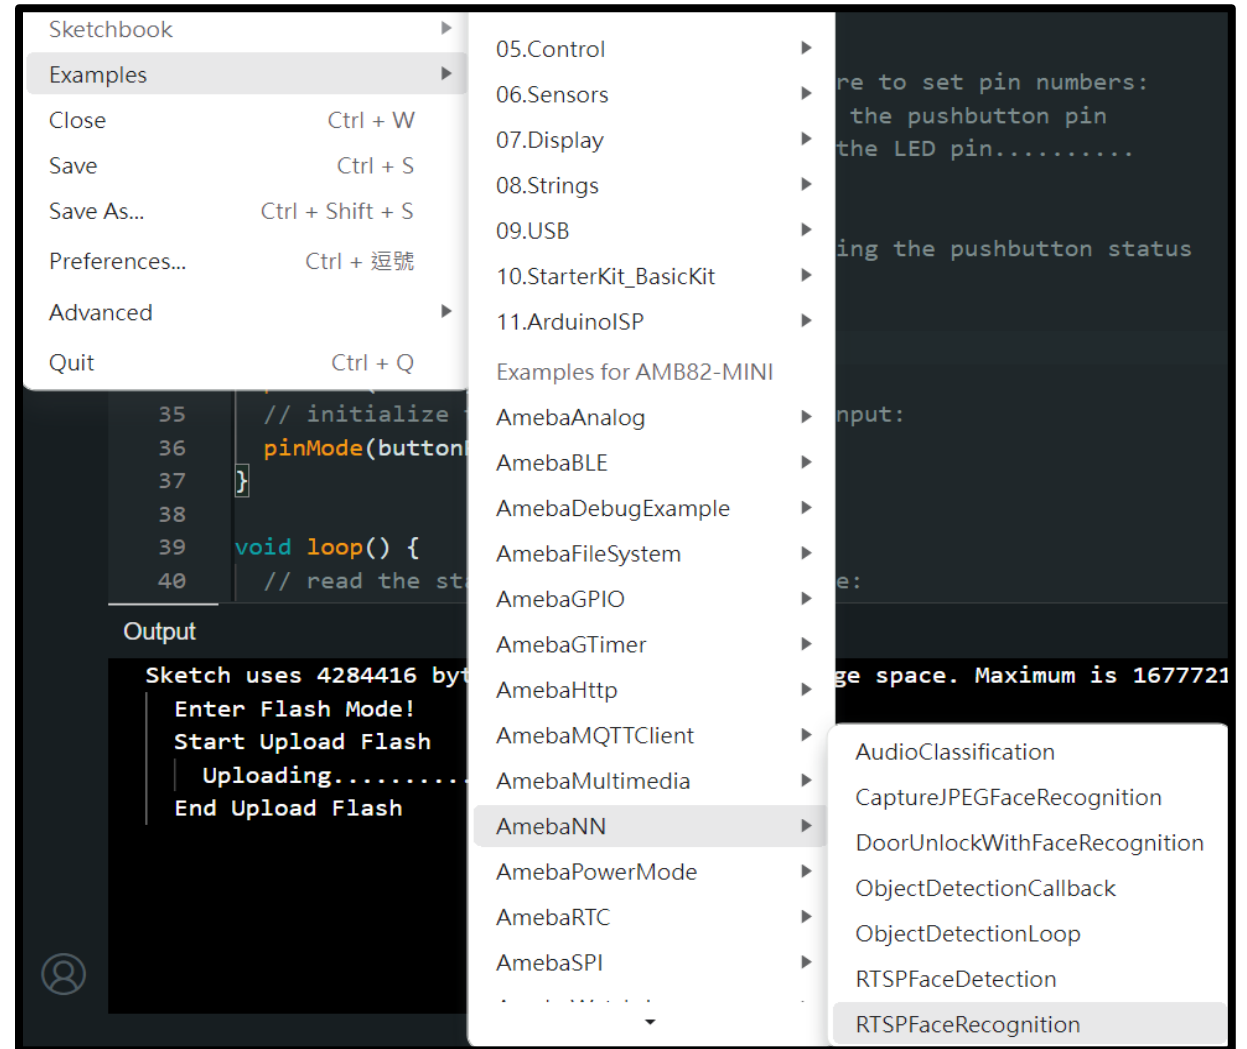 Sketchbook
Examples
Close Ctrl + W
Save Ctrl + S
Save As... Ctrl + Shift + S
Preferences... Ctrl + 逗號
Advanced
Quit Ctrl + Q
05.Control
06.Sensors
07.Display
08.Strings
09.USB
10.StarterKit_BasicKit
11.ArduinoISP
Examples for AMB82-MINI
AmebaAnalog
AmebaBLE
AmebaDebugExample
AmebaFileSystem
AmebaGPIO
AmebaGTimer
AmebaHttp
AmebaMQTTClient
AmebaMultimedia
AmebaNN
AmebaPowerMode
AmebaRTC
AmebaSPI
AudioClassification
CaptureJPEGFaceRecognition
DoorUnlockWithFaceRecognition
ObjectDetectionCallback
ObjectDetectionLoop
RTSPFaceDetection
RTSPFaceRecognition
re to set pin numbers:
the pushbutton pin
the LED pin..........
ing the pushbutton status
35 // initialize nput:
36 pinMode(button
37 }
38
39 void loop() {
40 // read the sta e:
Output
Sketch uses 4284416 byt ge space. Maximum is 1677721
Enter Flash Mode!
Start Upload Flash
Uploading..........
End Upload Flash